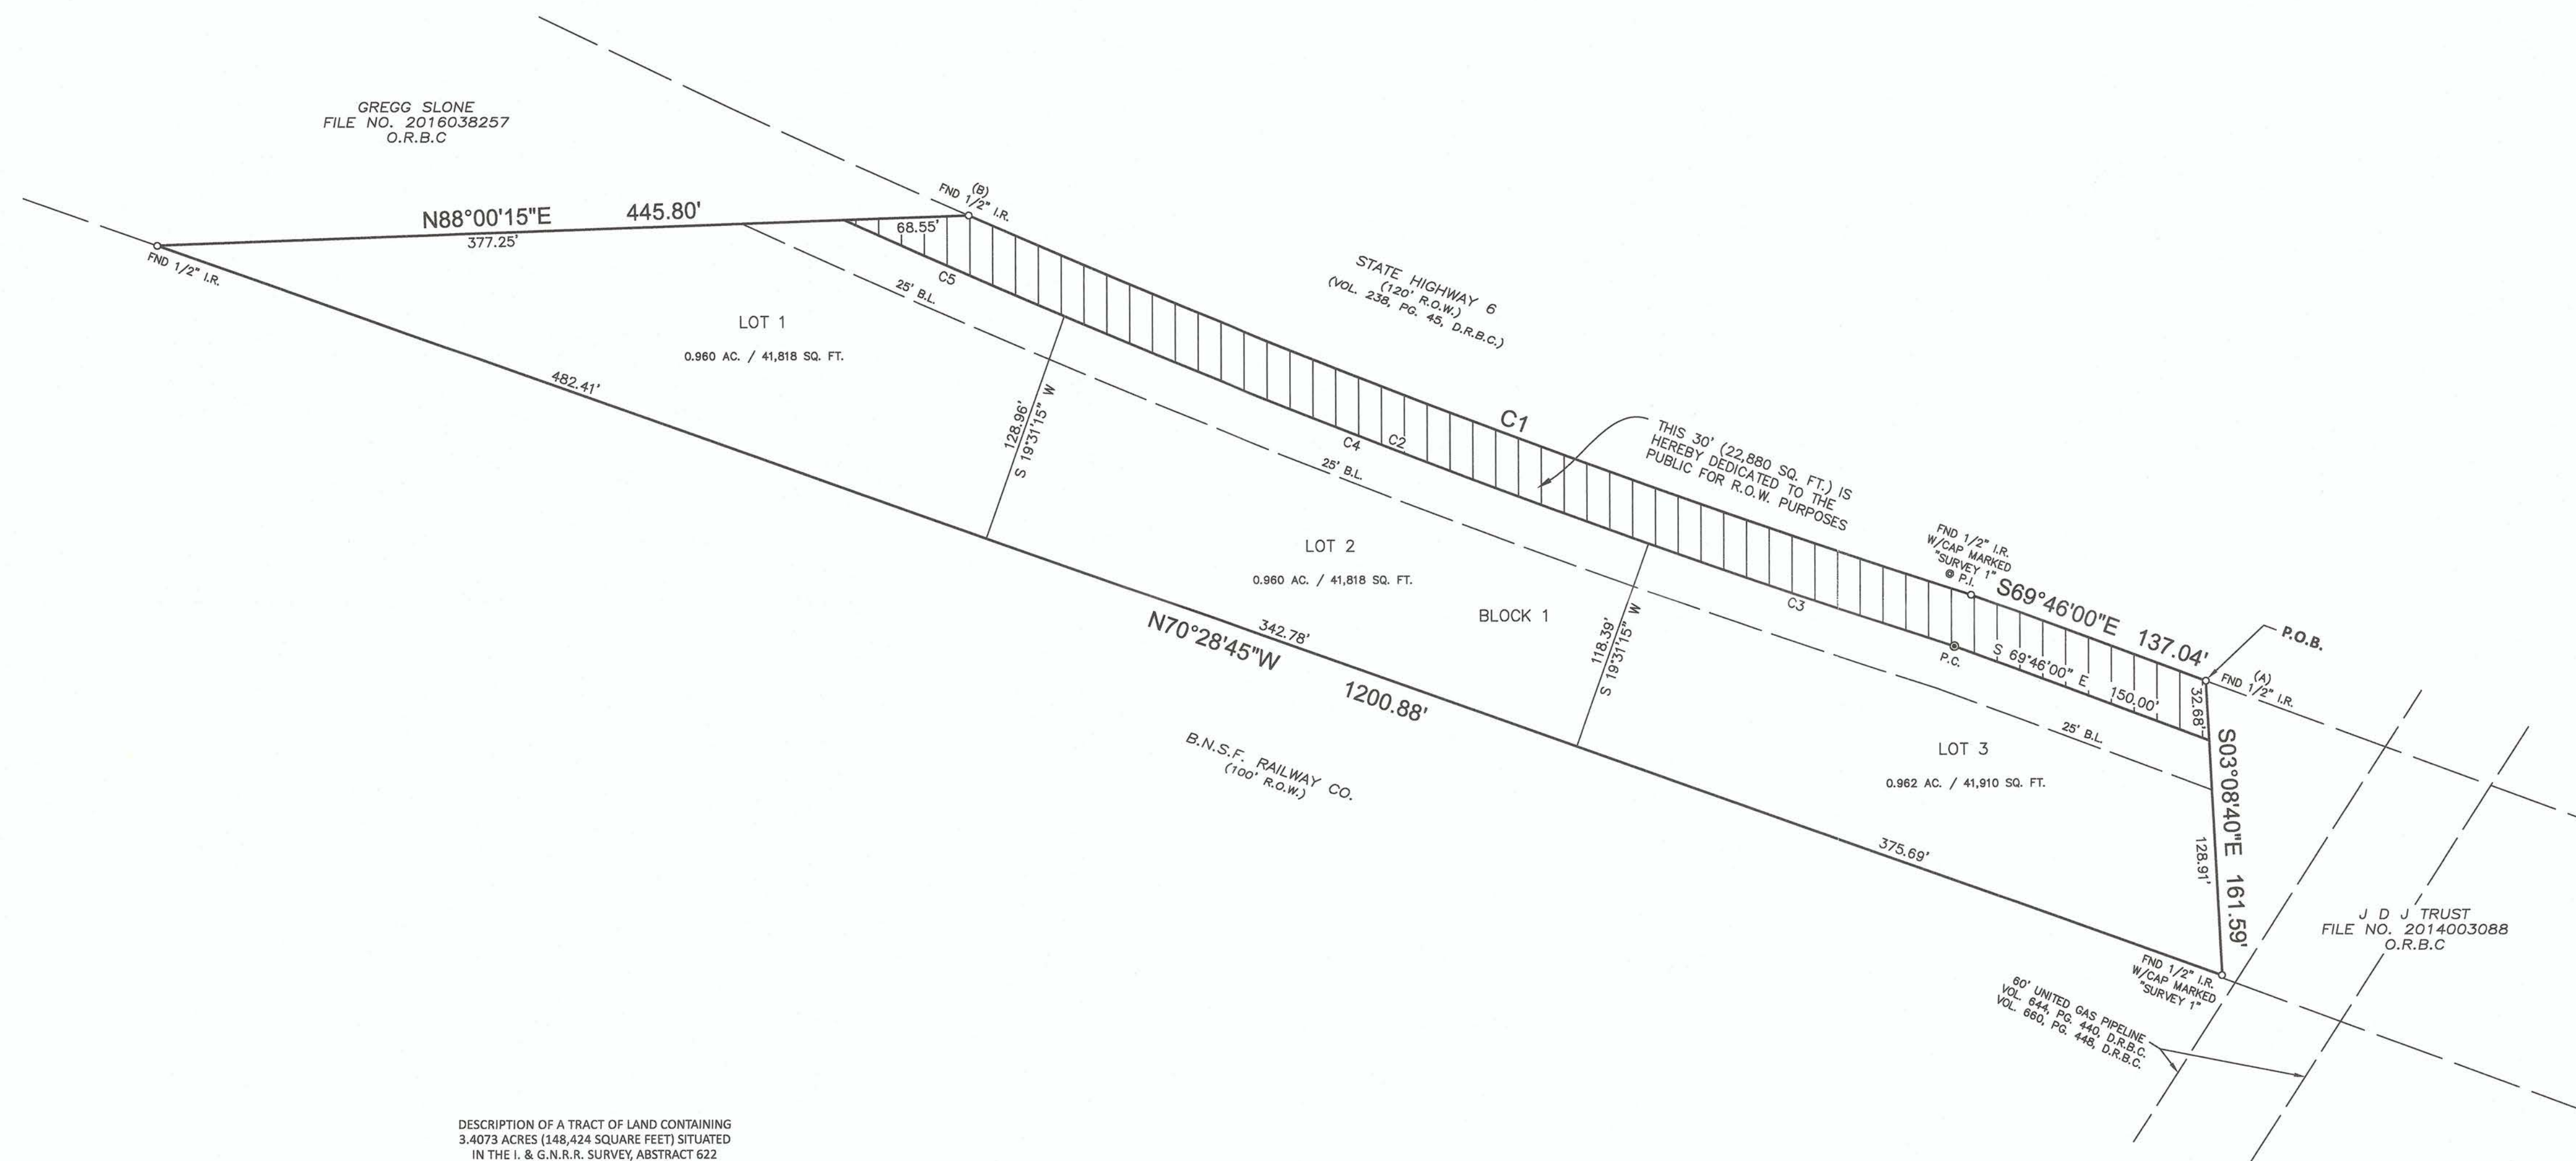 GREGG SLONE
FILE NO. 2016038257
O.R.B.C
N88°00'15"E 445.80'
377.25'
FND 1/2" I.R.
(B)
FND 1/2" I.R.
68.55'
C5
25' B.L.
LOT 1
0.960 AC. / 41,818 SQ. FT.
482.41'
128.96'
S 19°31'15" W
STATE HIGHWAY 6
(120' R.O.W.)
(VOL. 238, PG. 45, D.R.B.C.)
C1
C4
C2
25' B.L.
THIS 30' (22,880 SQ. FT.) IS
HEREBY DEDICATED TO THE
PUBLIC FOR R.O.W. PURPOSES
LOT 2
0.960 AC. / 41,818 SQ. FT.
BLOCK 1
342.78'
N70°28'45"W 1200.88'
118.39'
S 19°31'15" W
B.N.S.F. RAILWAY CO.
(100' R.O.W.)
C3
FND 1/2" I.R.
W/CAP MARKED
"SURVEY 1"
@ P.I.
S69°46'00"E 137.04'
P.O.B.
(A)
FND 1/2" I.R.
P.C.
S 69°46'00" E 150.00'
32.68'
25' B.L.
LOT 3
0.962 AC. / 41,910 SQ. FT.
S03°08'40"E 161.59'
128.91'
375.69'
J D J TRUST
FILE NO. 2014003088
O.R.B.C
FND 1/2" I.R.
W/CAP MARKED
"SURVEY 1"
60' UNITED GAS PIPELINE
VOL. 644, PG. 440, D.R.B.C.
VOL. 660, PG. 448, D.R.B.C.
DESCRIPTION OF A TRACT OF LAND CONTAINING
3.4073 ACRES (148,424 SQUARE FEET) SITUATED
IN THE I. & G.N.R.R. SURVEY, ABSTRACT 622